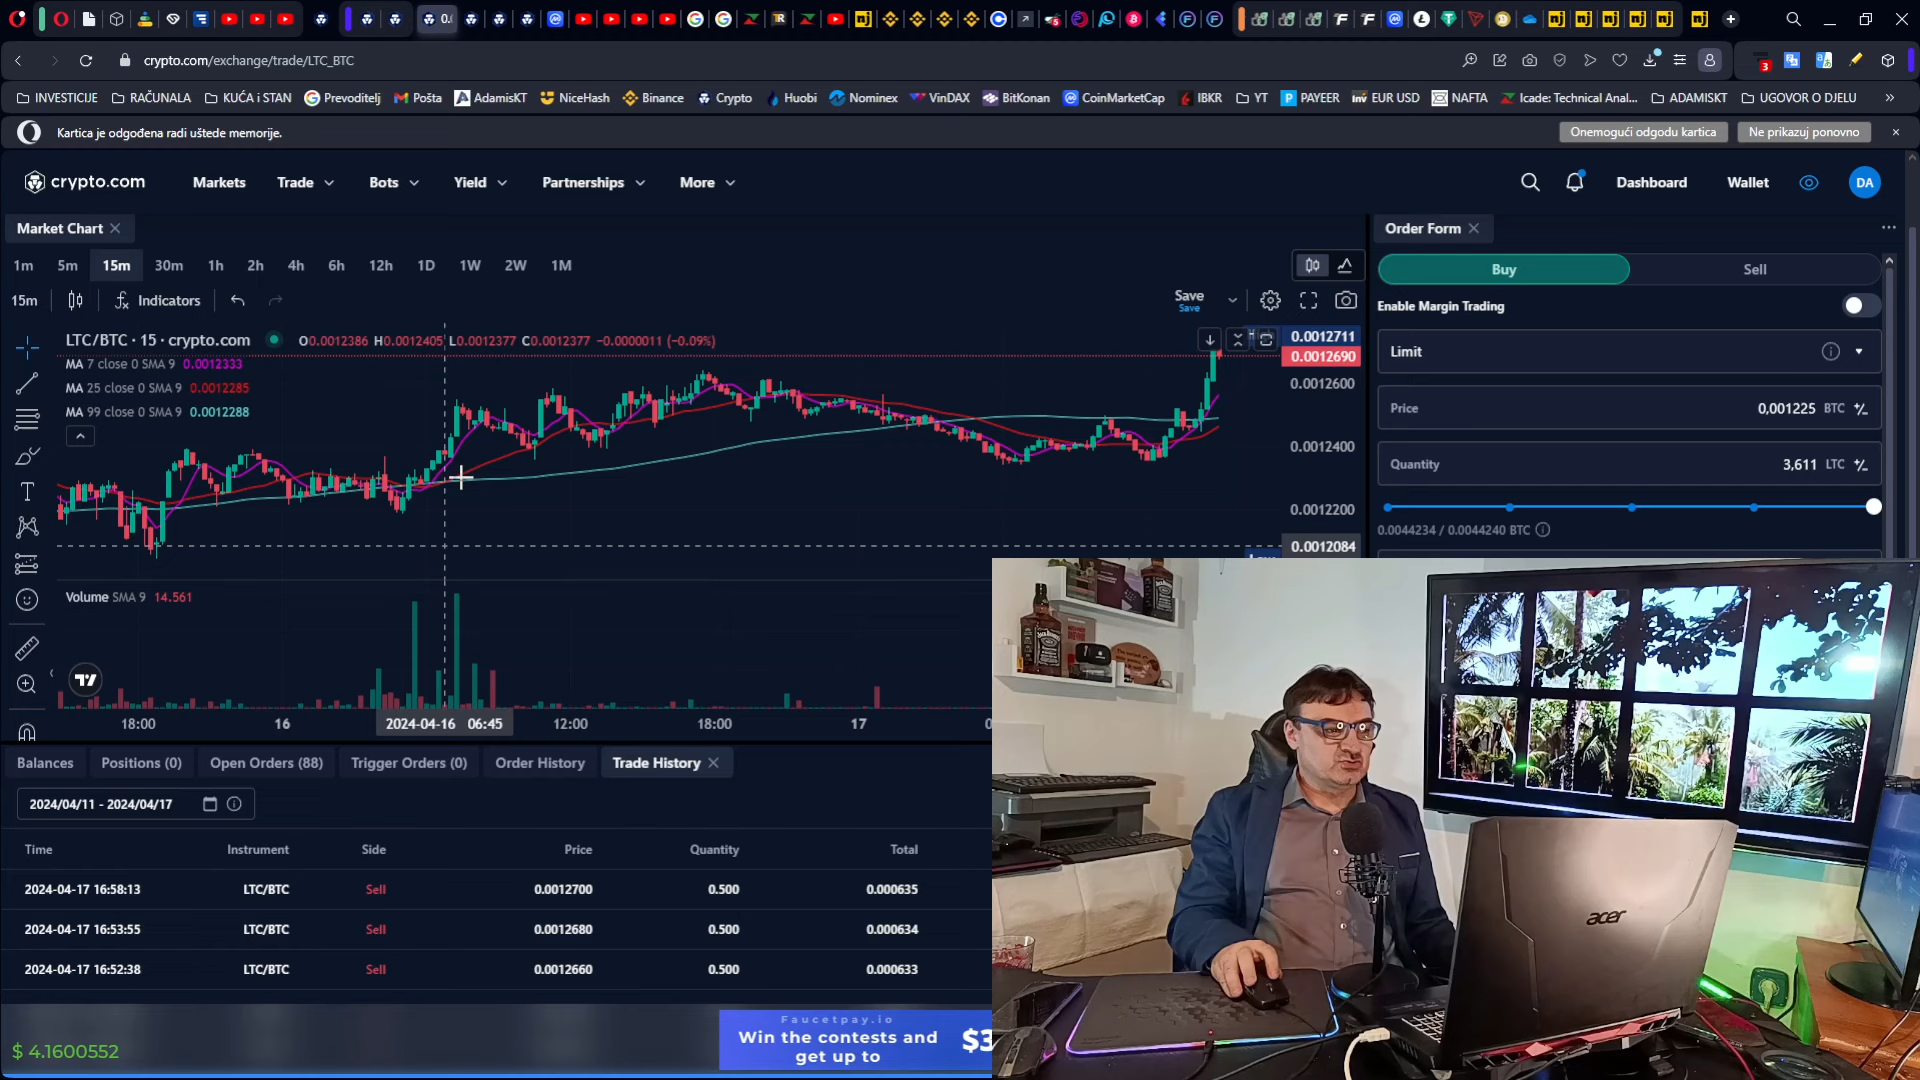 0.0
crypto.com/exchange/trade/LTC_BTC
3
INVESTICIJE RAČUNALA KUĆA i STAN Prevoditelj Pošta AdamisKT NiceHash Binance Crypto Huobi Nominex VinDAX BitKonan CoinMarketCap IBKR YT PAYEER EUR USD NAFTA Icade: Technical Anal... ADAMISKT UGOVOR O DJELU
Kartica je odgođena radi uštede memorije. Onemogući odgodu kartica Ne prikazuj ponovno
crypto.com Markets Trade Bots Yield Partnerships More Dashboard Wallet DA
Market Chart Order Form
1m 5m 15m 30m 1h 2h 4h 6h 12h 1D 1W 2W 1M
Buy Sell
15m Indicators Save
Save
Enable Margin Trading
LTC/BTC · 15 · crypto.com O0.0012386 H0.0012405 L0.0012377 C0.0012377 −0.0000011 (−0.09%)
0.0012711
0.0012690
MA 7 close 0 SMA 9 0.0012333
MA 25 close 0 SMA 9 0.0012285
MA 99 close 0 SMA 9 0.0012288
0.0012600
0.0012400
0.0012200
0.0012084
Limit
Price 0,001225 BTC
Quantity 3,611 LTC
0.0044234 / 0.0044240 BTC
Volume SMA 9 14.561
18:00 16 2024-04-16 06:45 12:00 18:00 17
Balances Positions (0) Open Orders (88) Trigger Orders (0) Order History Trade History
2024/04/11 - 2024/04/17
Time Instrument Side Price Quantity Total
2024-04-17 16:58:13 LTC/BTC Sell 0.0012700 0.500 0.000635
2024-04-17 16:53:55 LTC/BTC Sell 0.0012680 0.500 0.000634
2024-04-17 16:52:38 LTC/BTC Sell 0.0012660 0.500 0.000633
$ 4.1600552
Faucetpay.io
Win the contests and
get up to
$3
acer